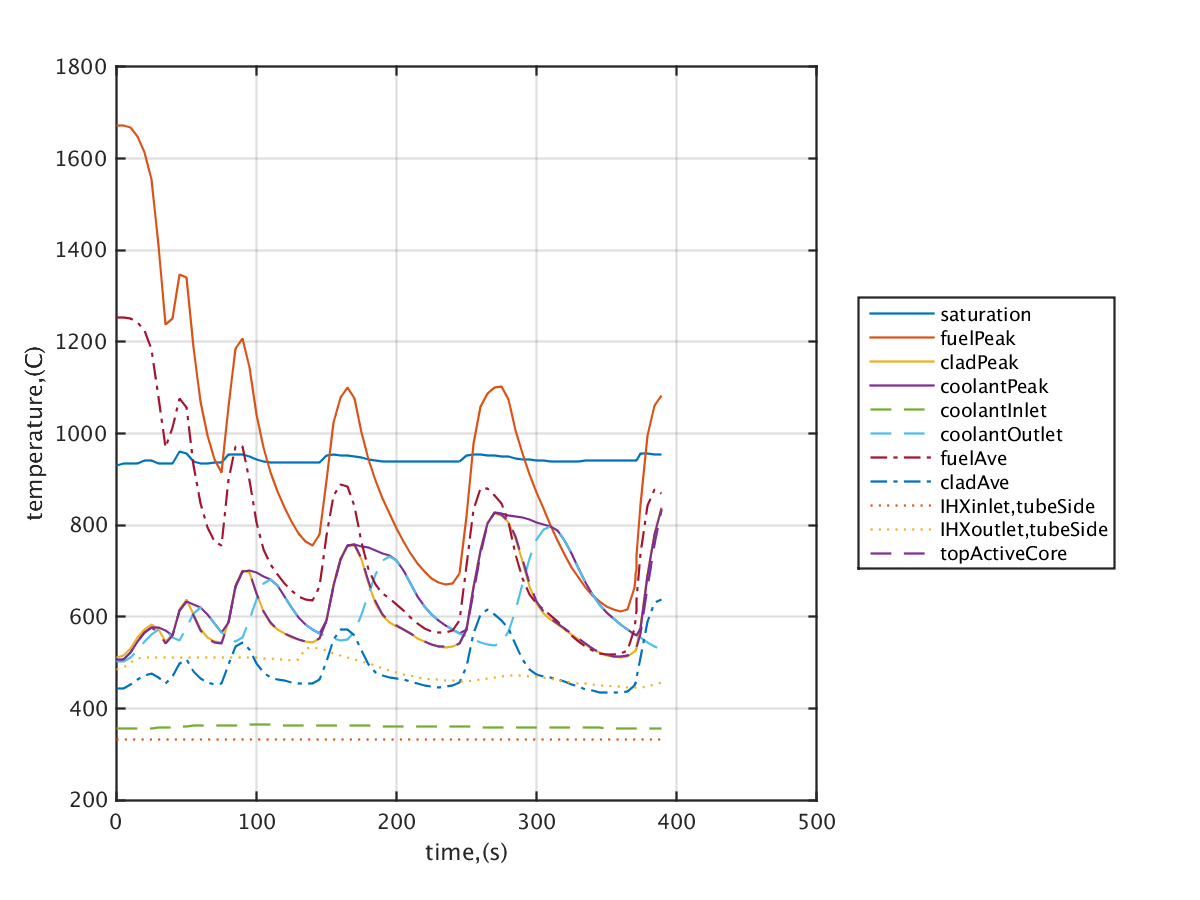 1800
1600
1400
1200
1000
800
600
400
200
temperature,(C)
0 100 200 300 400 500
time,(s)
saturation
fuelPeak
cladPeak
coolantPeak
coolantInlet
coolantOutlet
fuelAve
cladAve
IHXinlet,tubeSide
IHXoutlet,tubeSide
topActiveCore